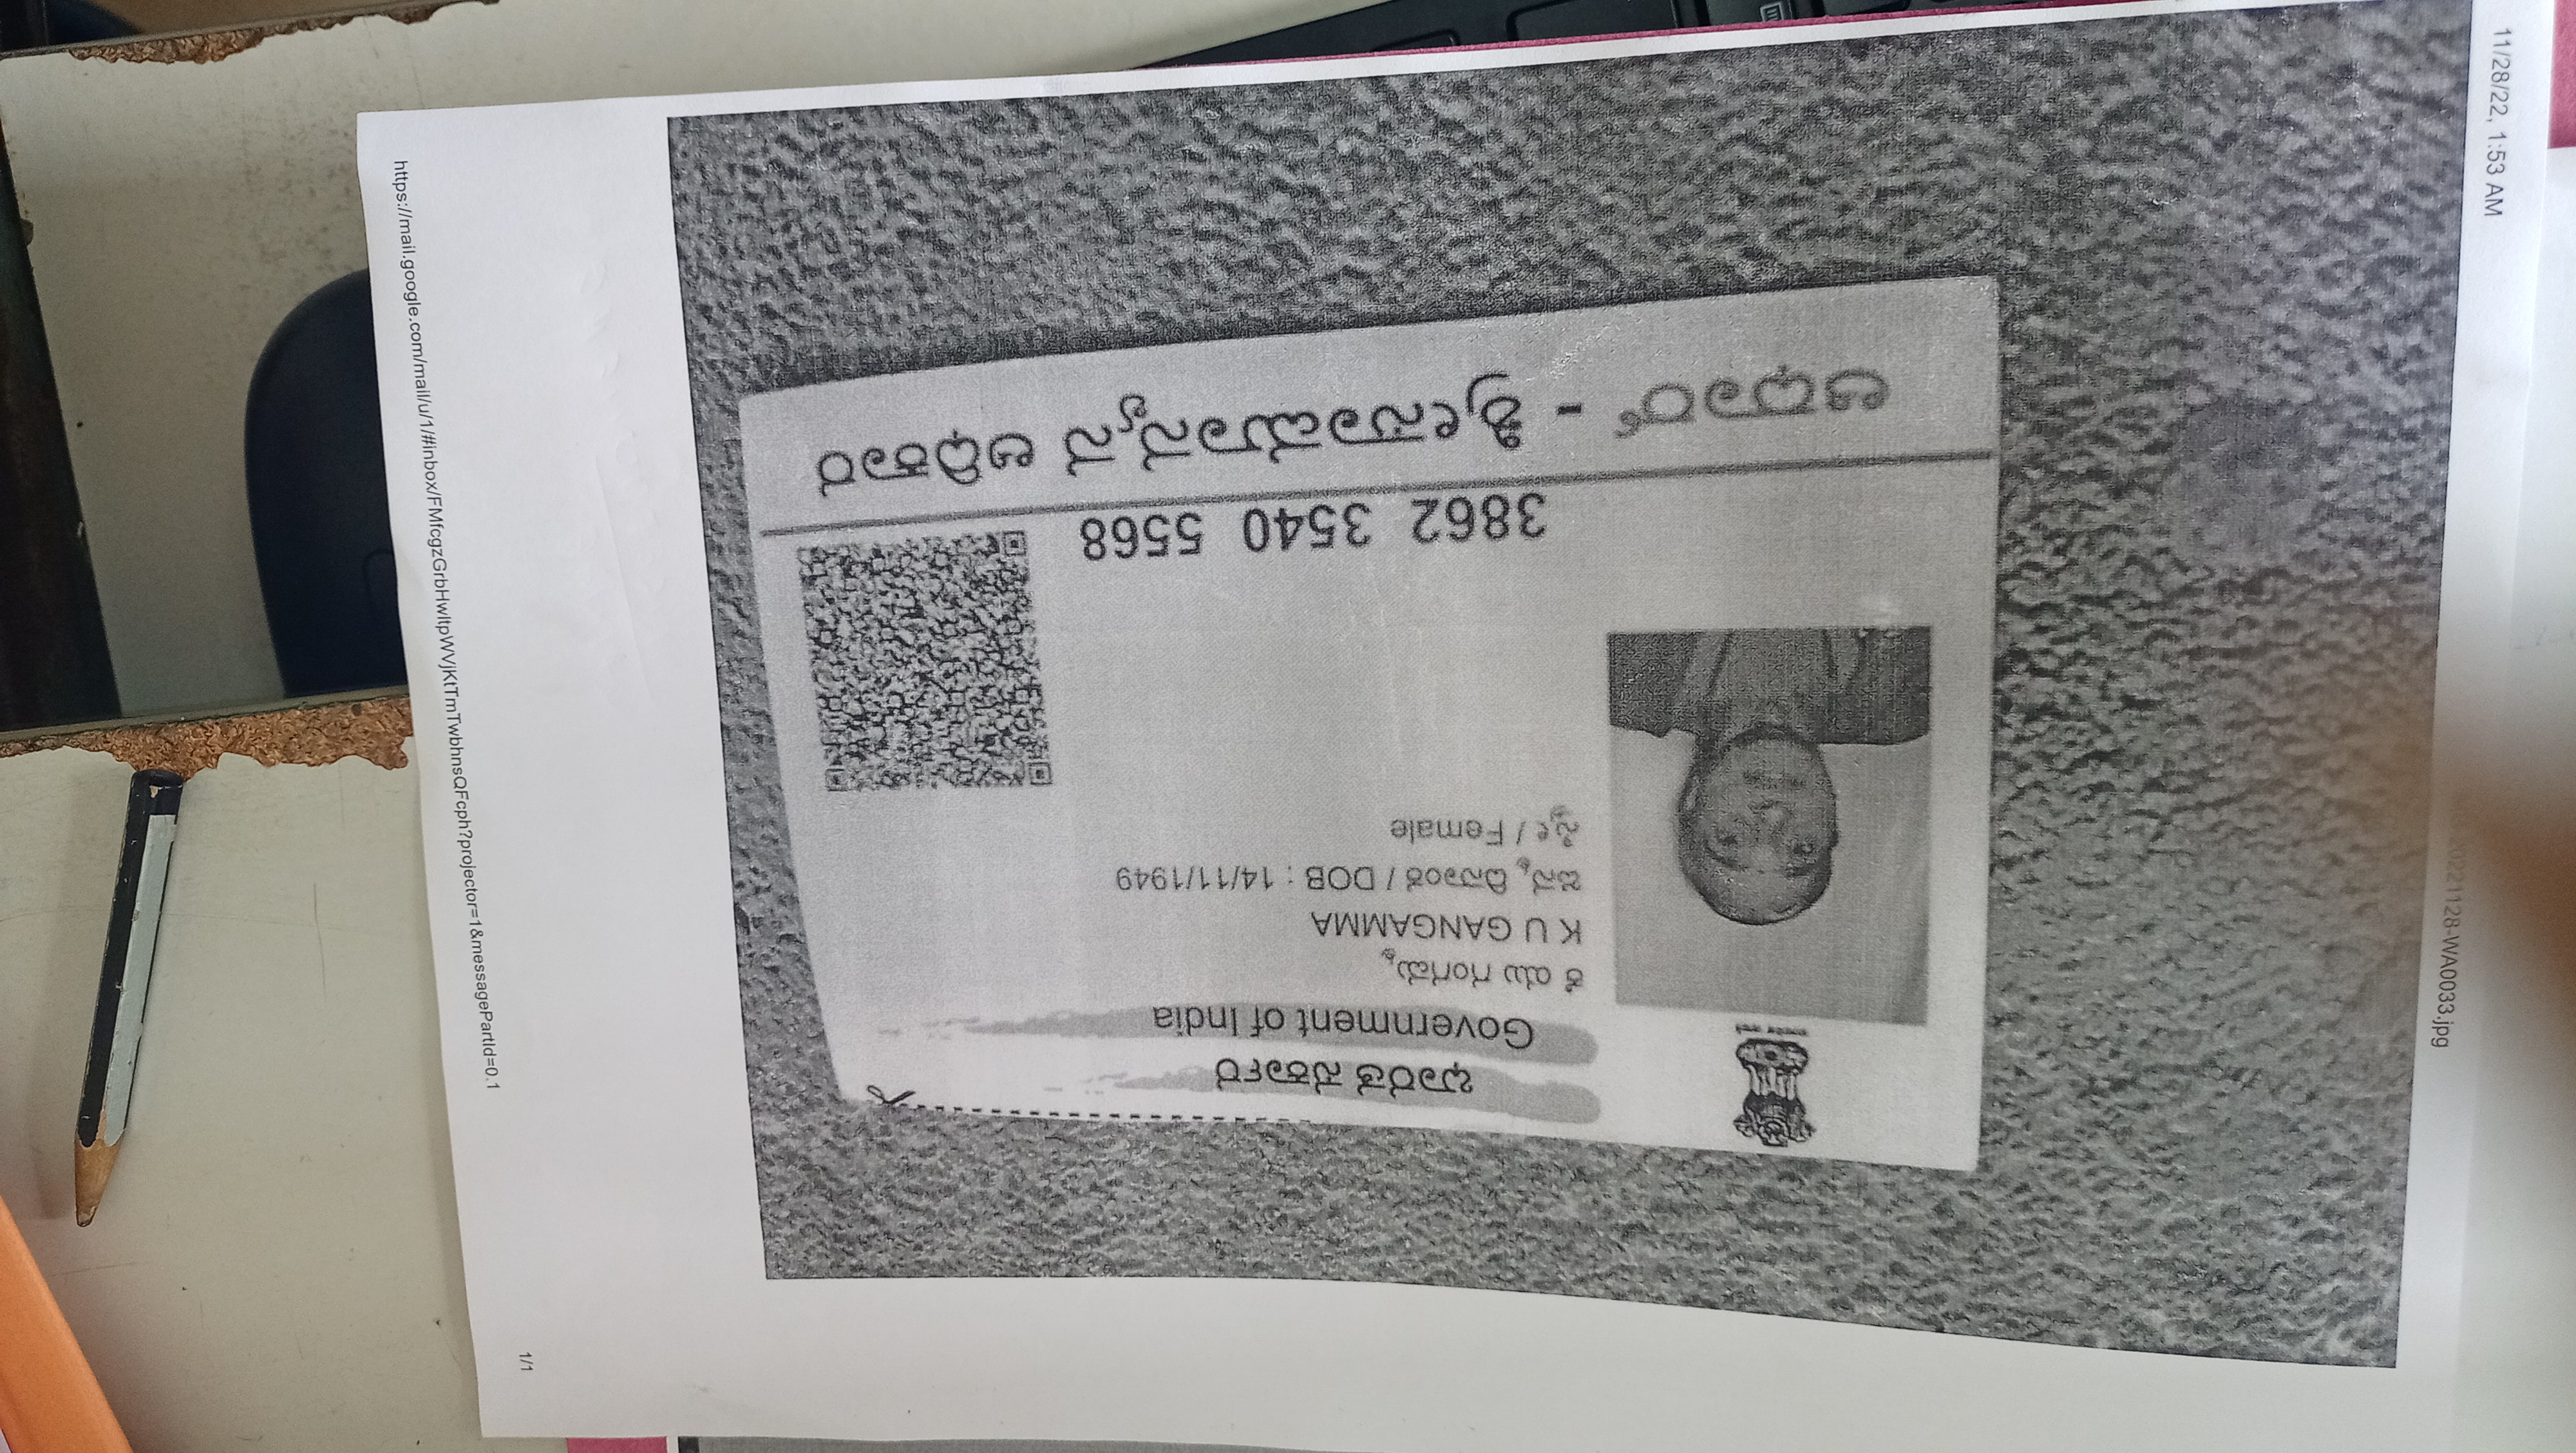 11/28/22, 1:53 AM
20221128-WA0033.jpg
ಭಾರತ ಸರ್ಕಾರ
Government of India
ಕೆ ಯು ಗಂಗಮ್ಮ
K U GANGAMMA
ಜನ್ಮ ದಿನಾಂಕ / DOB : 14/11/1949
ಸ್ತ್ರೀ / Female
3862 3540 5568
ಆಧಾರ್ - ಶ್ರೀಸಾಮಾನ್ಯನ ಅಧಿಕಾರ
https://mail.google.com/mail/u/1/#inbox/FMfcgzGrbHwltpWVjKtTmTwbhnsQFcph?projector=1&messagePartId=0.1
1/1